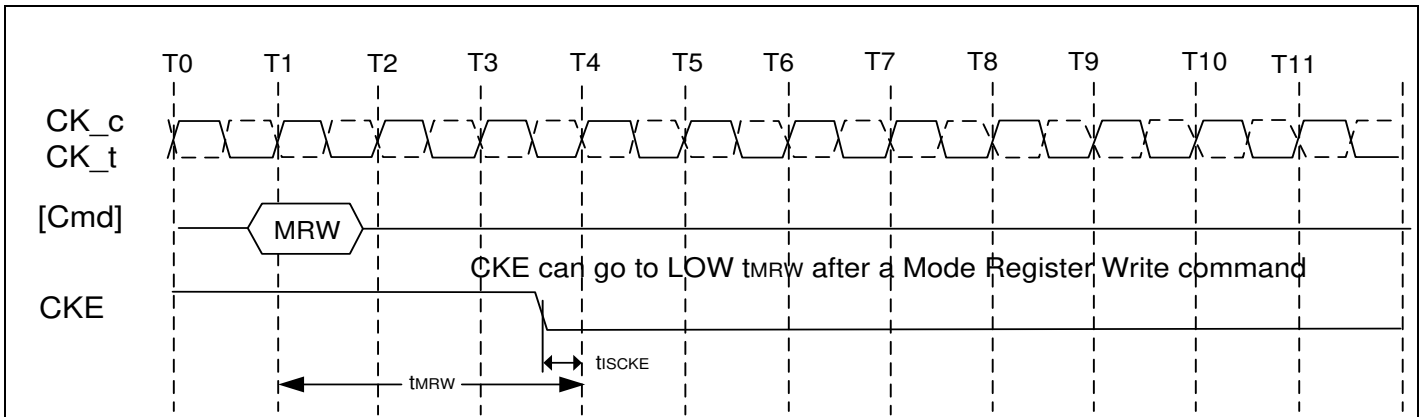 T0 T1 T2 T3 T4 T5 T6 T7 T8 T9 T10 T11
CK_c
CK_t
[Cmd]
MRW
CKE can go to LOW tMRW after a Mode Register Write command
CKE
tISCKE
tMRW